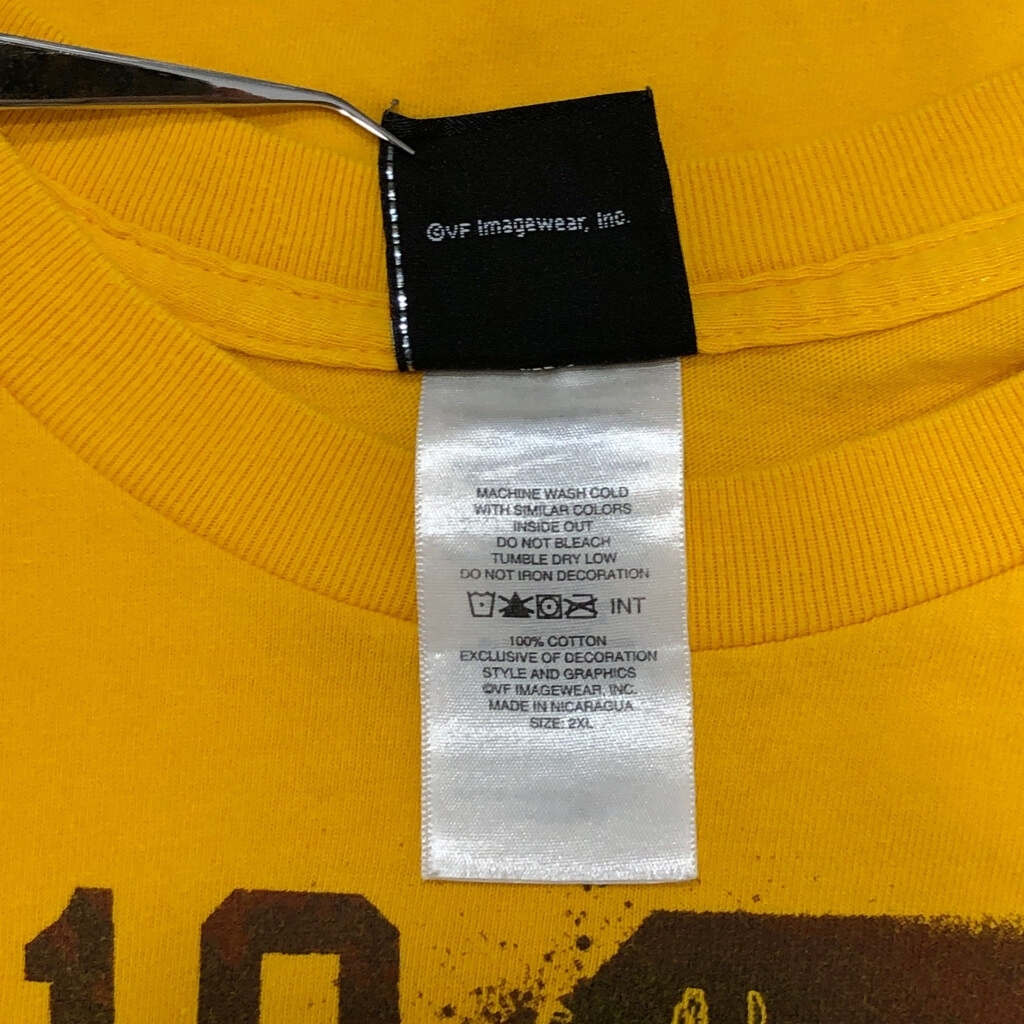 ©VF Imagewear, Inc.
MACHINE WASH COLD
WITH SIMILAR COLORS
INSIDE OUT
DO NOT BLEACH
TUMBLE DRY LOW
DO NOT IRON DECORATION
INT
100% COTTON
EXCLUSIVE OF DECORATION
STYLE AND GRAPHICS
©VF IMAGEWEAR, INC.
MADE IN NICARAGUA
SIZE: 2XL